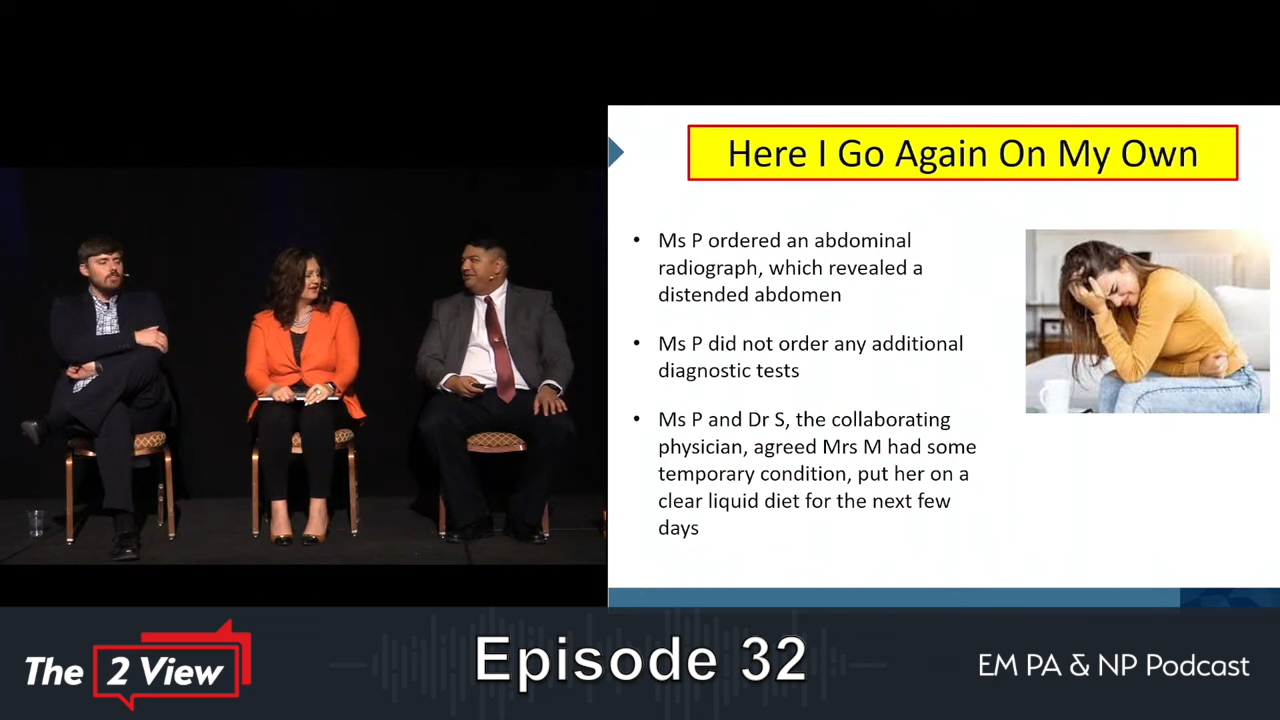 Here I Go Again On My Own
• Ms P ordered an abdominal
radiograph, which revealed a
distended abdomen
• Ms P did not order any additional
diagnostic tests
• Ms P and Dr S, the collaborating
physician, agreed Mrs M had some
temporary condition, put her on a
clear liquid diet for the next few
days
The 2 View
Episode 32
EM PA & NP Podcast